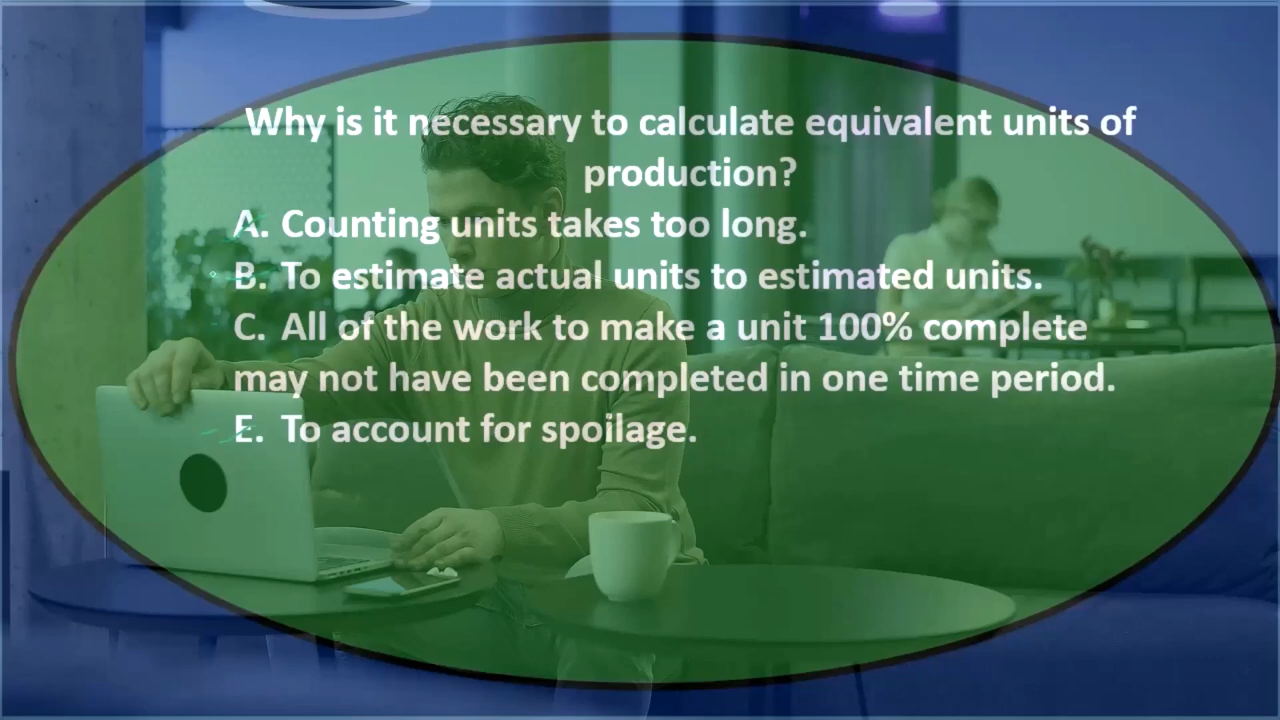 Why is it necessary to calculate equivalent units of
production?
A. Counting units takes too long.
B. To estimate actual units to estimated units.
C. All of the work to make a unit 100% complete
may not have been completed in one time period.
E. To account for spoilage.